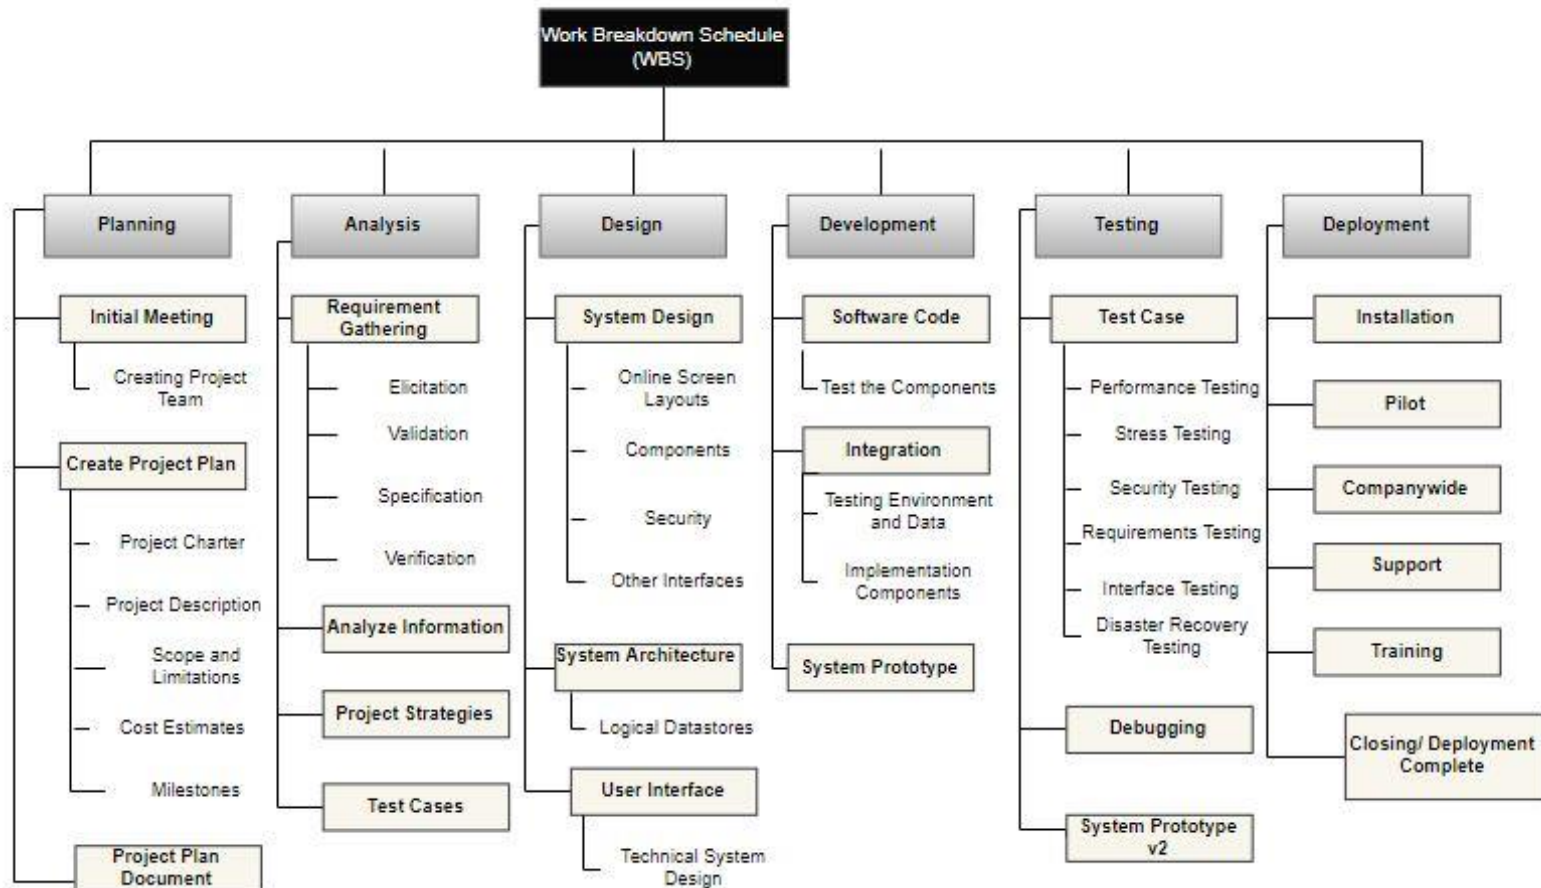 Work Breakdown Schedule
(WBS)
Planning
Initial Meeting
Creating Project
Team
Create Project Plan
Project Charter
Project Description
Scope and
Limitations
Cost Estimates
Milestones
Project Plan
Document
Analysis
Requirement
Gathering
Elicitation
Validation
Specification
Verification
Analyze Information
Project Strategies
Test Cases
Design
System Design
Online Screen
Layouts
Components
Security
Other Interfaces
System Architecture
Logical Datastores
User Interface
Technical System
Design
Development
Software Code
Test the Components
Integration
Testing Environment
and Data
Implementation
Components
System Prototype
Testing
Test Case
Performance Testing
Stress Testing
Security Testing
Requirements Testing
Interface Testing
Disaster Recovery
Testing
Debugging
System Prototype
v2
Deployment
Installation
Pilot
Companywide
Support
Training
Closing/ Deployment
Complete